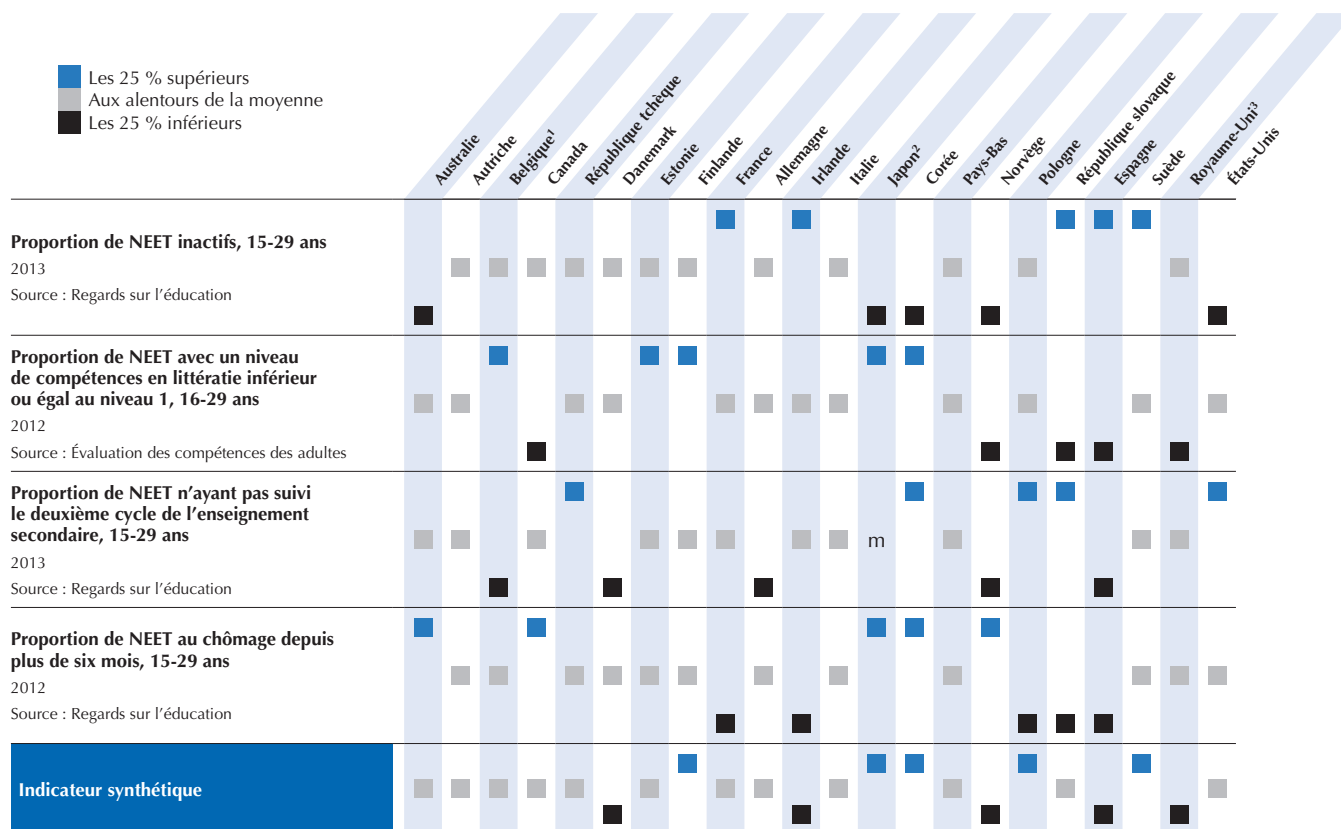 Les 25 % supérieurs
Aux alentours de la moyenne
Les 25 % inférieurs
Australie
Autriche
Belgique¹
Canada
République tchèque
Danemark
Estonie
Finlande
France
Allemagne
Irlande
Italie
Japon²
Corée
Pays-Bas
Norvège
Pologne
République slovaque
Espagne
Suède
Royaume-Uni³
États-Unis
Proportion de NEET inactifs, 15-29 ans
2013
Source : Regards sur l'éducation
Proportion de NEET avec un niveau
de compétences en littératie inférieur
ou égal au niveau 1, 16-29 ans
2012
Source : Évaluation des compétences des adultes
Proportion de NEET n'ayant pas suivi
le deuxième cycle de l'enseignement
secondaire, 15-29 ans
2013
Source : Regards sur l'éducation
m
Proportion de NEET au chômage depuis
plus de six mois, 15-29 ans
2012
Source : Regards sur l'éducation
Indicateur synthétique